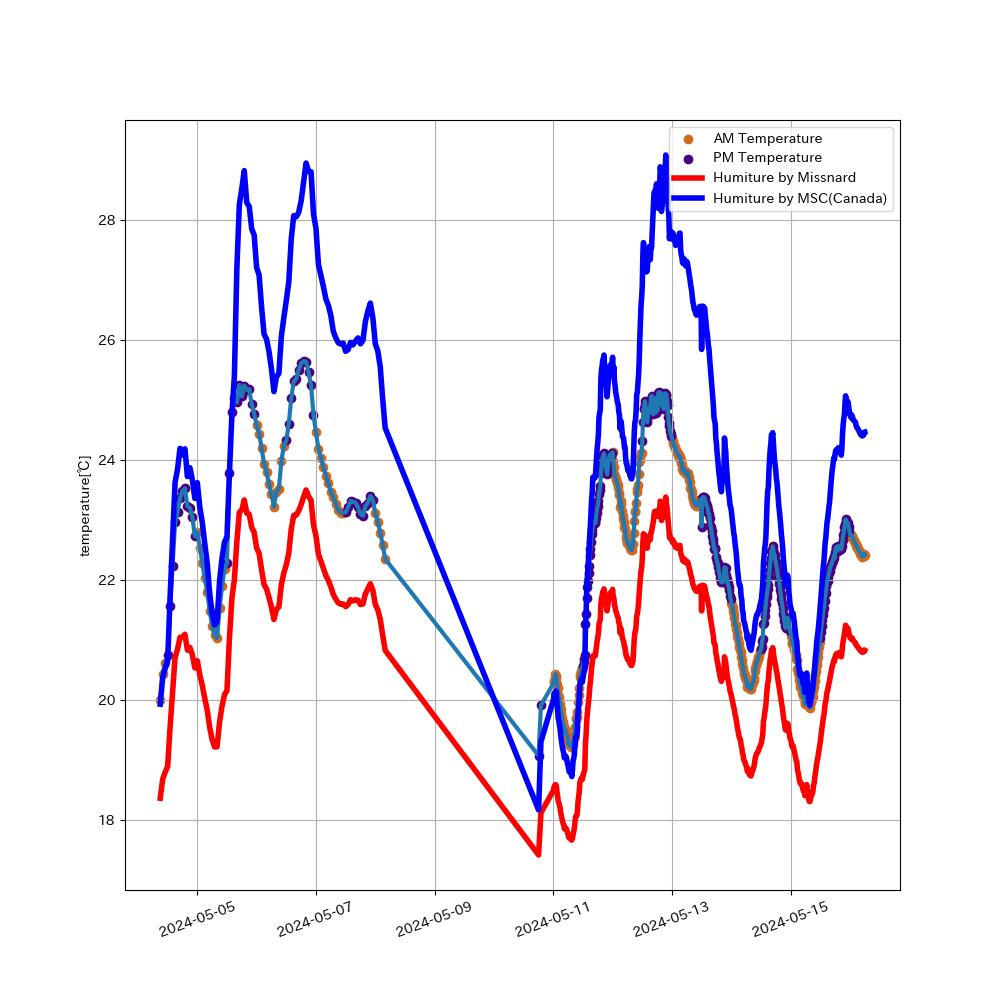 AM Temperature
PM Temperature
Humiture by Missnard
Humiture by MSC(Canada)
temperature[℃]
28
26
24
22
20
18
2024-05-05
2024-05-07
2024-05-09
2024-05-11
2024-05-13
2024-05-15